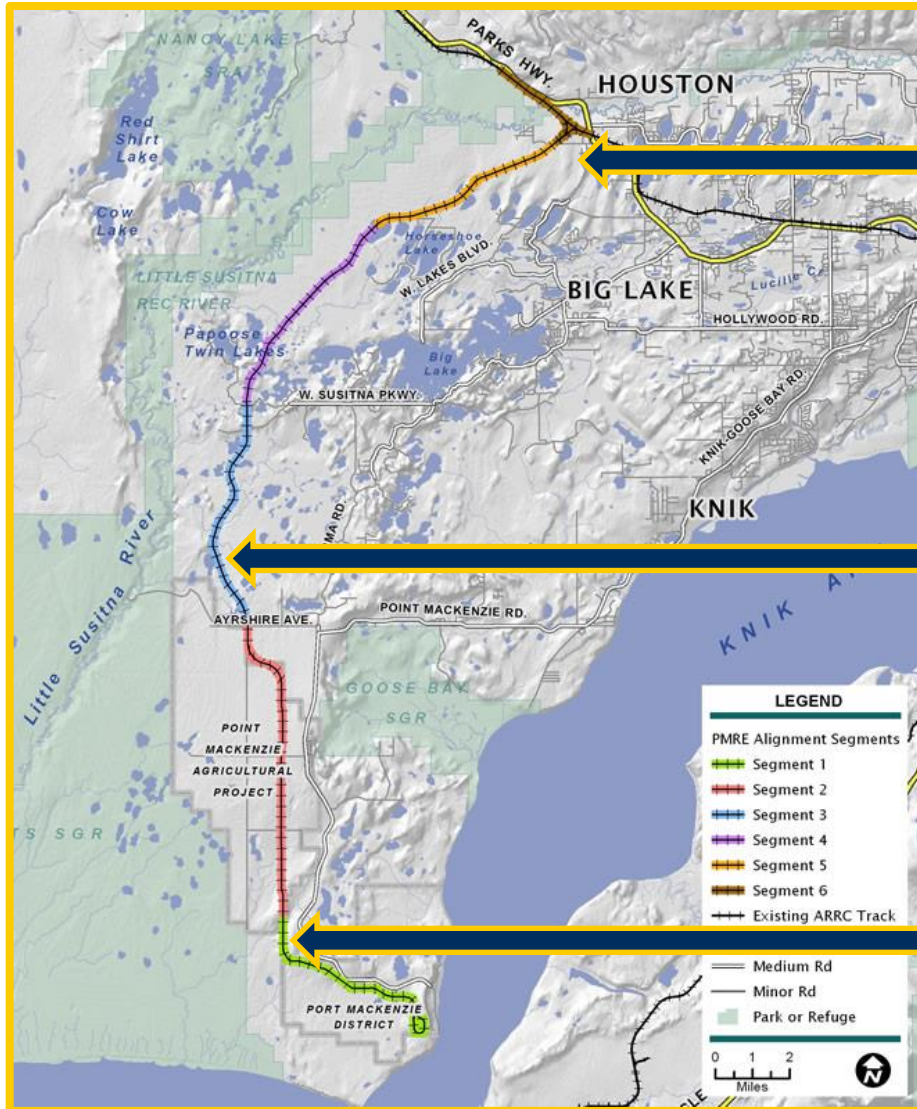 NANCY LAKE
SRA
PARKS HWY.
HOUSTON
Red
Shirt
Lake
Cow
Lake
Horseshoe
Lake
W. LAKES BLVD.
LITTLE SUSITNA
REC RIVER
BIG LAKE
Lucille Cr
HOLLYWOOD RD.
Papoose
Twin Lakes
Big
Lake
W. SUSITNA PKWY.
KNIK-GOOSE BAY RD.
KNIK
MA RD.
Little Susitna River
AYRSHIRE AVE.
POINT MACKENZIE RD.
KNIK A
GOOSE BAY
SGR
POINT
MACKENZIE
AGRICULTURAL
PROJECT
TS SGR
PORT MACKENZIE
DISTRICT
LEGEND
PMRE Alignment Segments
Segment 1
Segment 2
Segment 3
Segment 4
Segment 5
Segment 6
Existing ARRC Track
Medium Rd
Minor Rd
Park or Refuge
0 1 2
Miles
N